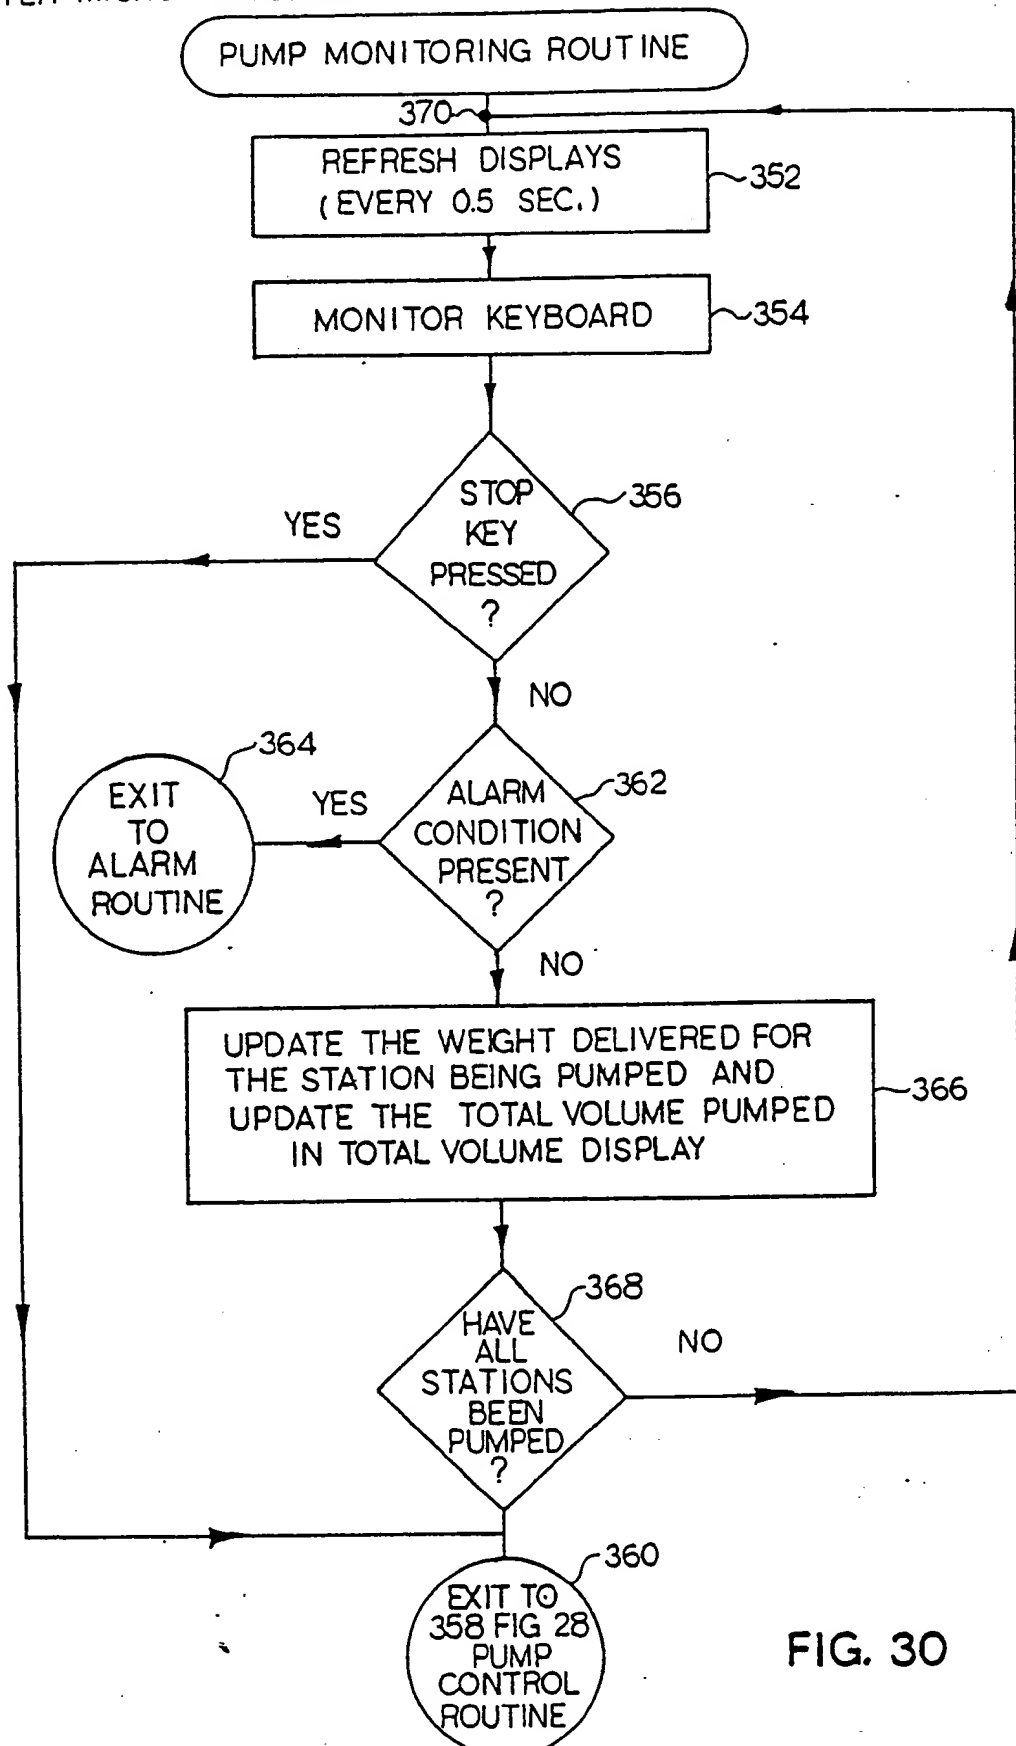 PUMP MONITORING ROUTINE
370
REFRESH DISPLAYS
(EVERY 0.5 SEC.)
352
MONITOR KEYBOARD
354
STOP
KEY
PRESSED
?
356
YES
NO
364
EXIT
TO
ALARM
ROUTINE
YES
ALARM
CONDITION
PRESENT
?
362
NO
UPDATE THE WEIGHT DELIVERED FOR
THE STATION BEING PUMPED AND
UPDATE THE TOTAL VOLUME PUMPED
IN TOTAL VOLUME DISPLAY
366
368
HAVE
ALL
STATIONS
BEEN
PUMPED
?
NO
360
EXIT TO
358 FIG 28
PUMP
CONTROL
ROUTINE
FIG. 30